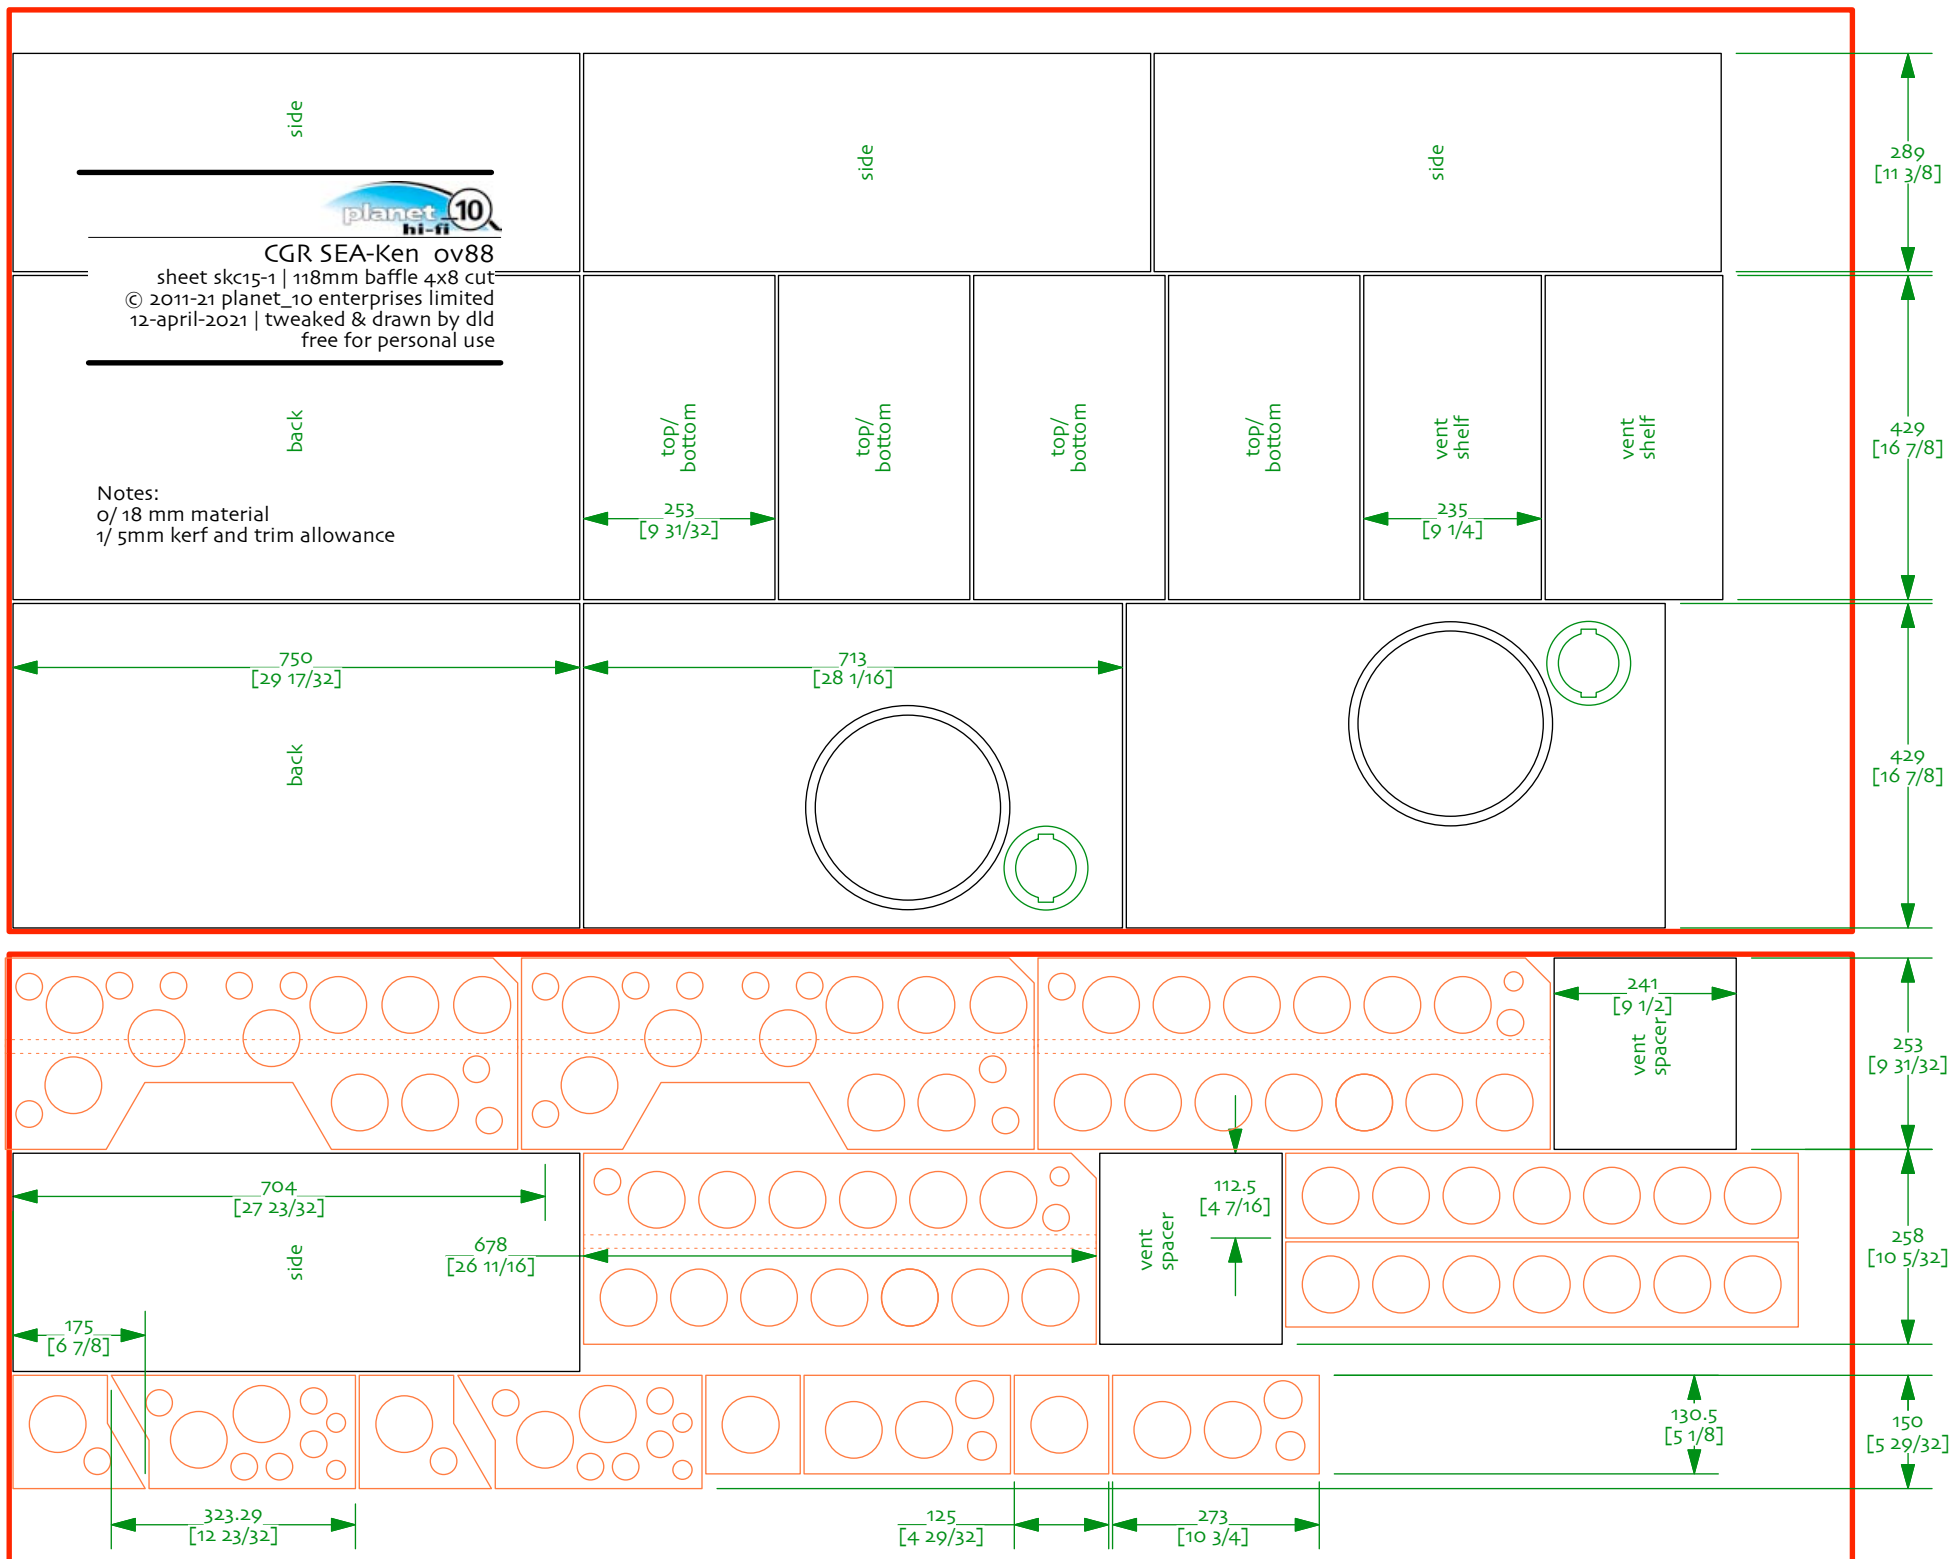 side
side
side
289
[11 3/8]
planet_10
hi-fi
CGR SEA-Ken ov88
sheet skc15-1 | 118mm baffle 4x8 cut
© 2011-21 planet_10 enterprises limited
12-april-2021 | tweaked & drawn by dld
free for personal use
back
top/
bottom
top/
bottom
top/
bottom
top/
bottom
vent
shelf
vent
shelf
429
[16 7/8]
Notes:
0/ 18 mm material
1/ 5mm kerf and trim allowance
253
[9 31/32]
235
[9 1/4]
750
[29 17/32]
713
[28 1/16]
back
429
[16 7/8]
241
[9 1/2]
vent
spacer
253
[9 31/32]
704
[27 23/32]
side
678
[26 11/16]
vent
spacer
112.5
[4 7/16]
258
[10 5/32]
175
[6 7/8]
130.5
[5 1/8]
150
[5 29/32]
323.29
[12 23/32]
125
[4 29/32]
273
[10 3/4]